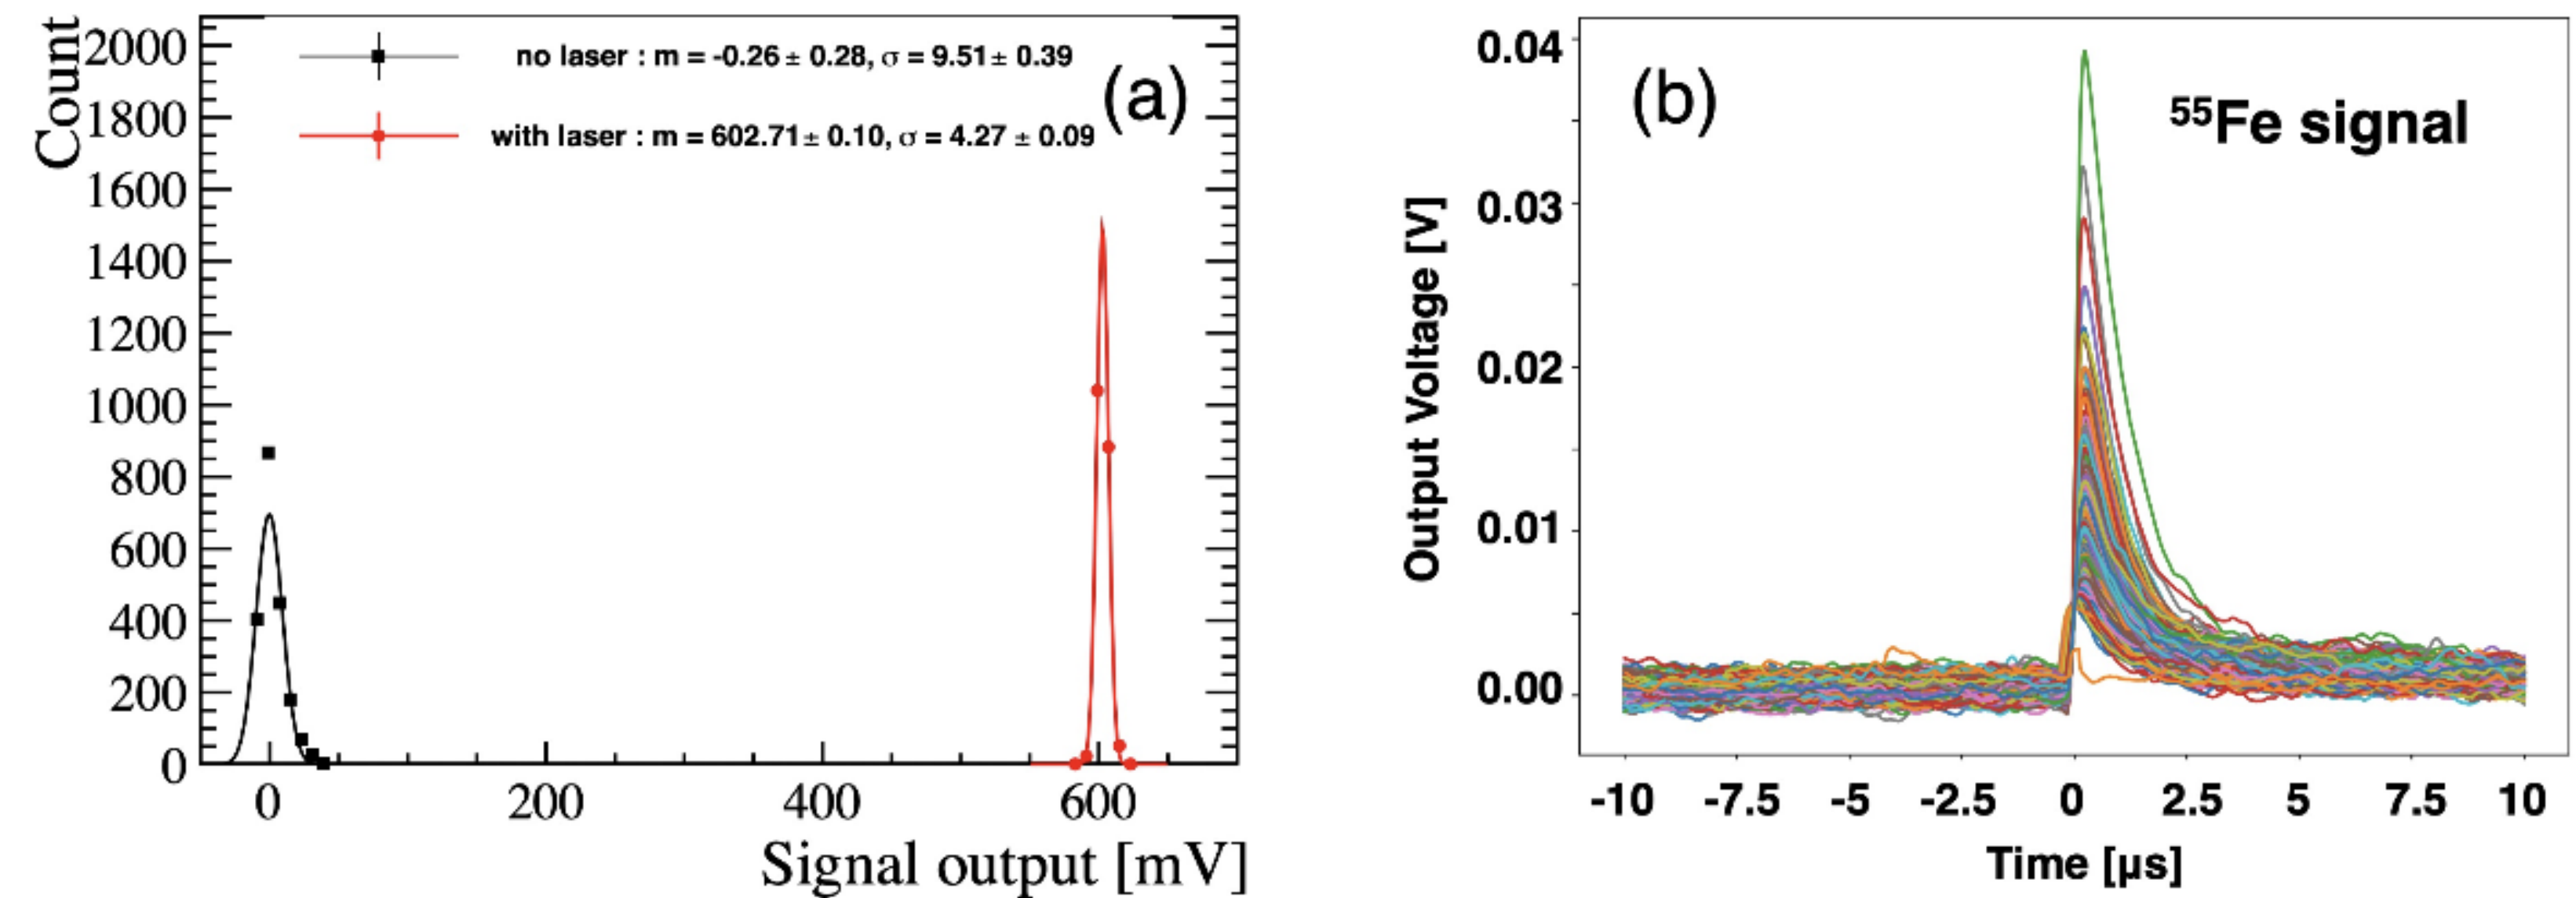 Count
2000
1800
1600
1400
1200
1000
800
600
400
200
0
no laser : m = -0.26 ± 0.28, σ = 9.51 ± 0.39
with laser : m = 602.71 ± 0.10, σ = 4.27 ± 0.09
(a)
0 200 400 600
Signal output [mV]
Output Voltage [V]
0.04
0.03
0.02
0.01
0.00
(b)
⁵⁵Fe signal
-10 -7.5 -5 -2.5 0 2.5 5 7.5 10
Time [μs]